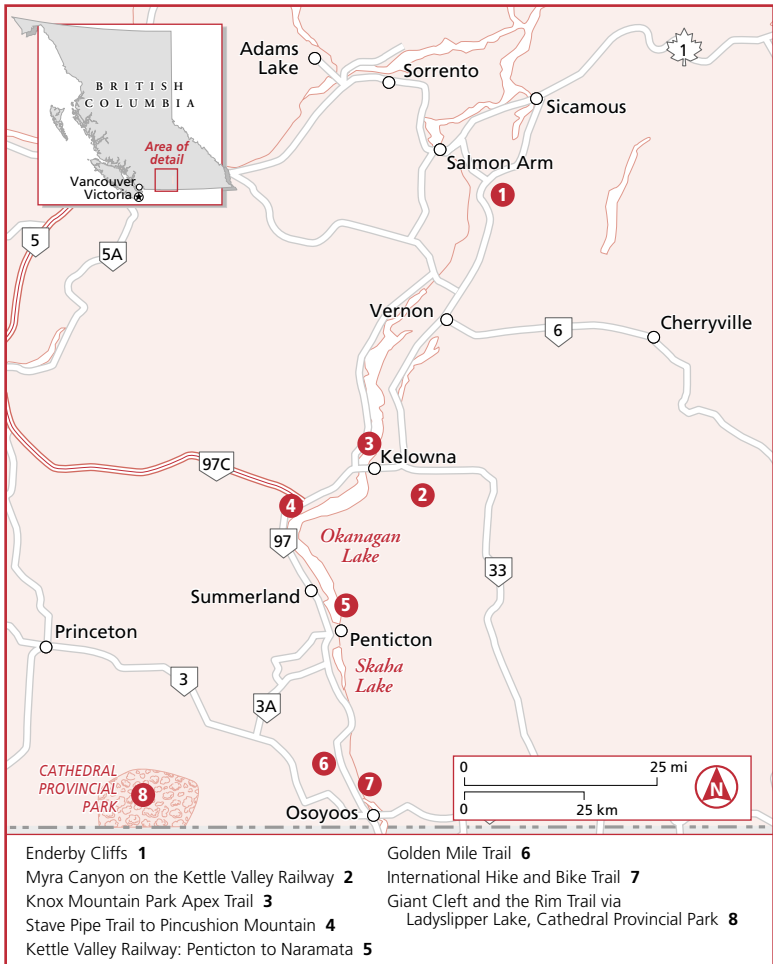 BRITISH
COLUMBIA
Area of
detail
Vancouver
Victoria
Adams
Lake
Sorrento
1
Sicamous
Salmon Arm
1
5
5A
Vernon
6
Cherryville
3
Kelowna
97C
2
4
Okanagan
Lake
97
33
Summerland
5
Princeton
Penticton
Skaha
Lake
3
3A
6
7
CATHEDRAL
PROVINCIAL
PARK
8
Osoyoos
0 25 mi
0 25 km
N
Enderby Cliffs 1
Myra Canyon on the Kettle Valley Railway 2
Knox Mountain Park Apex Trail 3
Stave Pipe Trail to Pincushion Mountain 4
Kettle Valley Railway: Penticton to Naramata 5
Golden Mile Trail 6
International Hike and Bike Trail 7
Giant Cleft and the Rim Trail via
Ladyslipper Lake, Cathedral Provincial Park 8